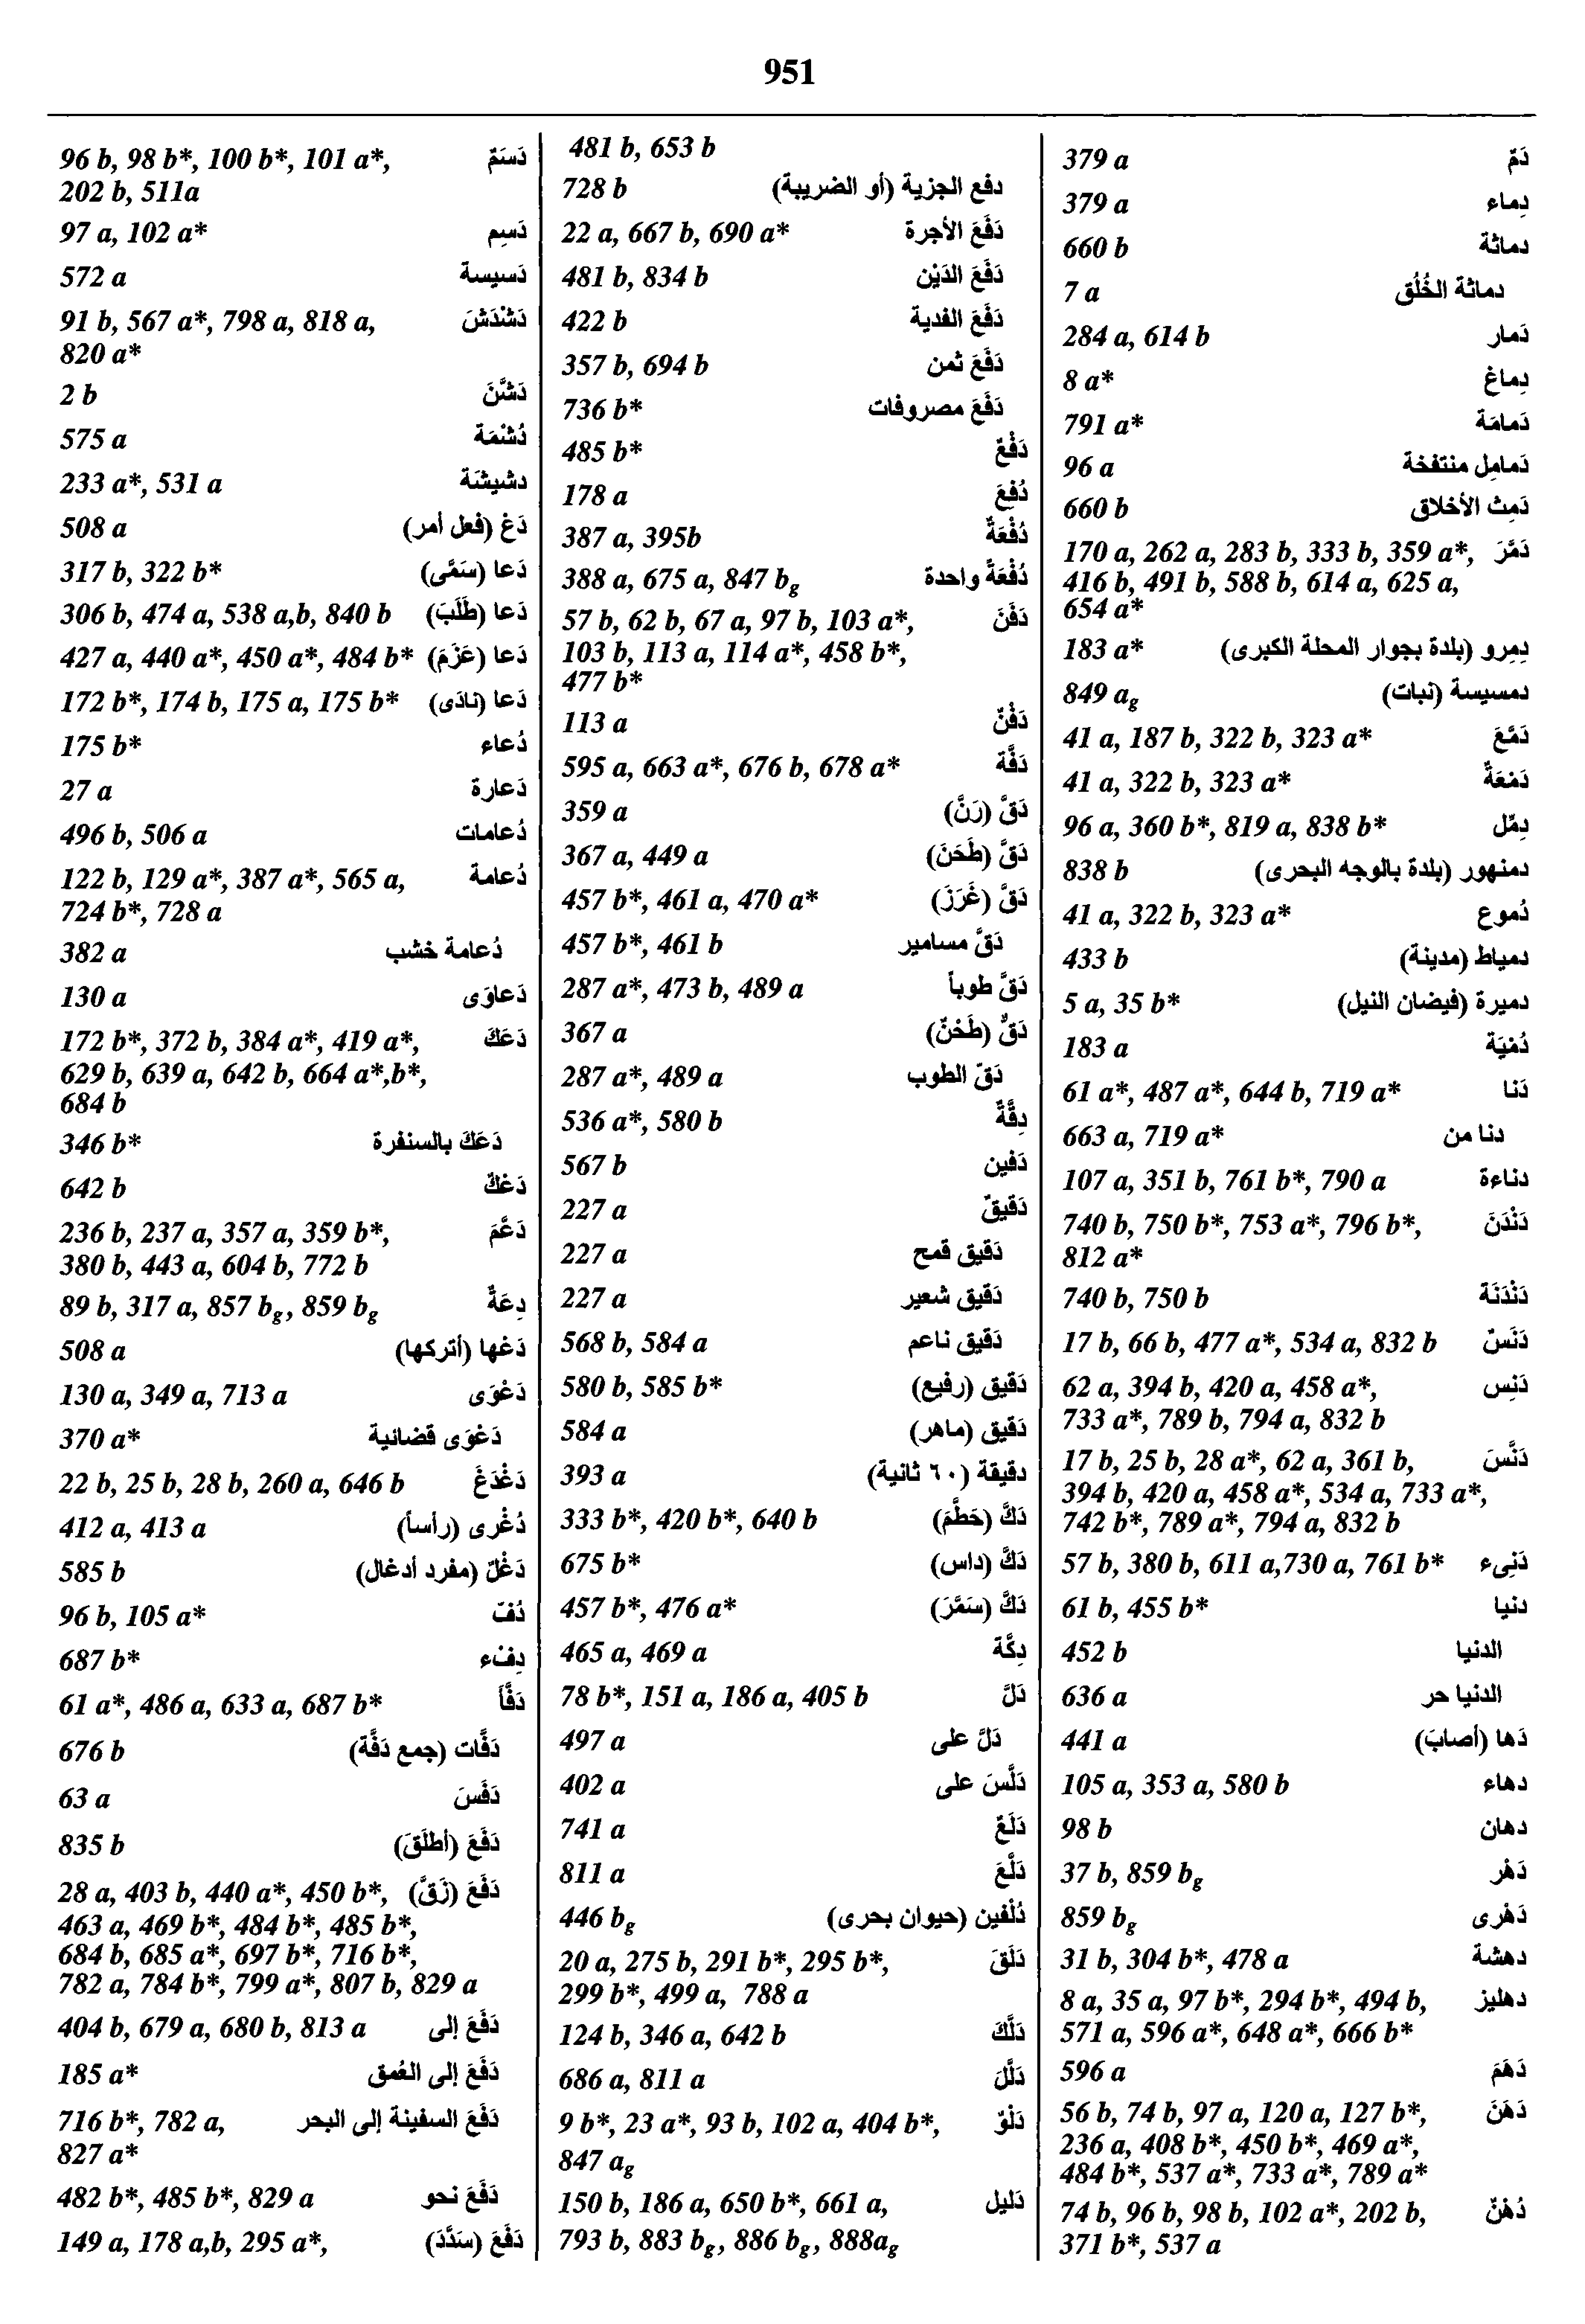 951
96 b, 98 b*, 100 b*, 101 a*, دَسَمٌ
202 b, 511a
97 a, 102 a* دَسِم
572 a دَسيسة
91 b, 567 a*, 798 a, 818 a, دَشْدَشَ
820 a*
2 b دَشَّنَ
575 a دُشْمَة
233 a*, 531 a دشيشَة
508 a دَعْ (فعل أمر)
317 b, 322 b* دَعا (سَمَّى)
306 b, 474 a, 538 a,b, 840 b دَعا (طَلَبَ)
427 a, 440 a*, 450 a*, 484 b* دَعا (عَزَمَ)
172 b*, 174 b, 175 a, 175 b* دَعا (نادَى)
175 b* دُعاء
27 a دَعارة
496 b, 506 a دُعامات
122 b, 129 a*, 387 a*, 565 a, دُعامة
724 b*, 728 a
382 a دُعامة خشب
130 a دَعاوَى
172 b*, 372 b, 384 a*, 419 a*, دَعَكَ
629 b, 639 a, 642 b, 664 a*,b*,
684 b
346 b* دَعَكَ بالسنفرة
642 b دَعْكٌ
236 b, 237 a, 357 a, 359 b*, دَعَّمَ
380 b, 443 a, 604 b, 772 b
89 b, 317 a, 857 bg, 859 bg دِعَةٌ
508 a دَعْها (أتركها)
130 a, 349 a, 713 a دَعْوَى
370 a* دَعْوَى قضائية
22 b, 25 b, 28 b, 260 a, 646 b دَغْدَغَ
412 a, 413 a دُغْرى (رأساً)
585 b دَغْلٌ (مفرد أدغال)
96 b, 105 a* دُفّ
687 b* دِفْء
61 a*, 486 a, 633 a, 687 b* دَفَّأ
676 b دَفَّات (جمع دَفَّة)
63 a دَفَسَ
835 b دَفَعَ (أطلَقَ)
28 a, 403 b, 440 a*, 450 b*, دَفَعَ (زَقَّ)
463 a, 469 b*, 484 b*, 485 b*,
684 b, 685 a*, 697 b*, 716 b*,
782 a, 784 b*, 799 a*, 807 b, 829 a
404 b, 679 a, 680 b, 813 a دَفَعَ إلى
185 a* دَفَعَ إلى العُمق
716 b*, 782 a, دَفَعَ السفينة إلى البحر
827 a*
482 b*, 485 b*, 829 a دَفَعَ نحو
149 a, 178 a,b, 295 a*, دَفَعَ (سَدَّدَ)
481 b, 653 b
728 b دفع الجزية (أو الضريبة)
22 a, 667 b, 690 a* دَفَعَ الأجرة
481 b, 834 b دَفَعَ الدَيْن
422 b دَفَعَ الفدية
357 b, 694 b دَفَعَ ثمن
736 b* دَفَعَ مصروفات
485 b* دَفْعٌ
178 a دُفِعَ
387 a, 395b دُفْعَةٌ
388 a, 675 a, 847 bg دُفْعَةً واحدة
57 b, 62 b, 67 a, 97 b, 103 a*, دَفَنَ
103 b, 113 a, 114 a*, 458 b*,
477 b*
113 a دَفْنٌ
595 a, 663 a*, 676 b, 678 a* دَفَّة
359 a دَقَّ (رَنَّ)
367 a, 449 a دَقَّ (طَحَنَ)
457 b*, 461 a, 470 a* دَقَّ (غَرَزَ)
457 b*, 461 b دَقَّ مسامير
287 a*, 473 b, 489 a دَقَّ طوباً
367 a دَقٌّ (طَحْنٌ)
287 a*, 489 a دَقّ الطوب
536 a*, 580 b دِقَّةٌ
567 b دَفين
227 a دَقيقٌ
227 a دَقيق قمح
227 a دَقيق شعير
568 b, 584 a دَقيق ناعم
580 b, 585 b* دَقيق (رفيع)
584 a دَقيق (ماهر)
393 a دقيقة (٦٠ ثانية)
333 b*, 420 b*, 640 b دَكَّ (حَطَّمَ)
675 b* دَكَّ (داس)
457 b*, 476 a* دَكَّ (سَمَّرَ)
465 a, 469 a دِكَّة
78 b*, 151 a, 186 a, 405 b دَلَّ
497 a دَلَّ على
402 a دَلَّسَ على
741 a دَلَعٌ
811 a دَلَّعَ
446 bg دُلْفين (حيوان بحرى)
20 a, 275 b, 291 b*, 295 b*, دَلَقَ
299 b*, 499 a, 788 a
124 b, 346 a, 642 b دَلَّكَ
686 a, 811 a دَلَّلَ
9 b*, 23 a*, 93 b, 102 a, 404 b*, دَلْوٌ
847 ag
150 b, 186 a, 650 b*, 661 a, دَليل
793 b, 883 bg, 886 bg, 888ag
379 a دَمٌ
379 a دِماء
660 b دماثة
7 a دماثة الخُلُق
284 a, 614 b دَمار
8 a* دِماغ
791 a* دَمامَة
96 a دَمامِل منتفخة
660 b دَمِث الأخلاق
170 a, 262 a, 283 b, 333 b, 359 a*, دَمَّرَ
416 b, 491 b, 588 b, 614 a, 625 a,
654 a*
183 a* دِمِرو (بلدة بجوار المحلة الكبرى)
849 ag دمسيسة (نبات)
41 a, 187 b, 322 b, 323 a* دَمَّعَ
41 a, 322 b, 323 a* دَمْعَةٌ
96 a, 360 b*, 819 a, 838 b* دِمّل
838 b دمنهور (بلدة بالوجه البحرى)
41 a, 322 b, 323 a* دُموع
433 b دمياط (مدينة)
5 a, 35 b* دميرة (فيضان النيل)
183 a دُمْيَة
61 a*, 487 a*, 644 b, 719 a* دَنا
663 a, 719 a* دنا من
107 a, 351 b, 761 b*, 790 a دناءة
740 b, 750 b*, 753 a*, 796 b*, دَنْدَنَ
812 a*
740 b, 750 b دَنْدَنَة
17 b, 66 b, 477 a*, 534 a, 832 b دَنَسٌ
62 a, 394 b, 420 a, 458 a*, دَنِس
733 a*, 789 b, 794 a, 832 b
17 b, 25 b, 28 a*, 62 a, 361 b, دَنَّسَ
394 b, 420 a, 458 a*, 534 a, 733 a*,
742 b*, 789 a*, 794 a, 832 b
57 b, 380 b, 611 a,730 a, 761 b* دَنِىء
61 b, 455 b* دنيا
452 b الدنيا
636 a الدنيا حر
441 a دَها (أصابَ)
105 a, 353 a, 580 b دهاء
98 b دهان
37 b, 859 bg دَهْر
859 bg دَهْرى
31 b, 304 b*, 478 a دهشة
8 a, 35 a, 97 b*, 294 b*, 494 b, دهليز
571 a, 596 a*, 648 a*, 666 b*
596 a دَهَمَ
56 b, 74 b, 97 a, 120 a, 127 b*, دَهَنَ
236 a, 408 b*, 450 b*, 469 a*,
484 b*, 537 a*, 733 a*, 789 a*
74 b, 96 b, 98 b, 102 a*, 202 b, دُهْنٌ
371 b*, 537 a